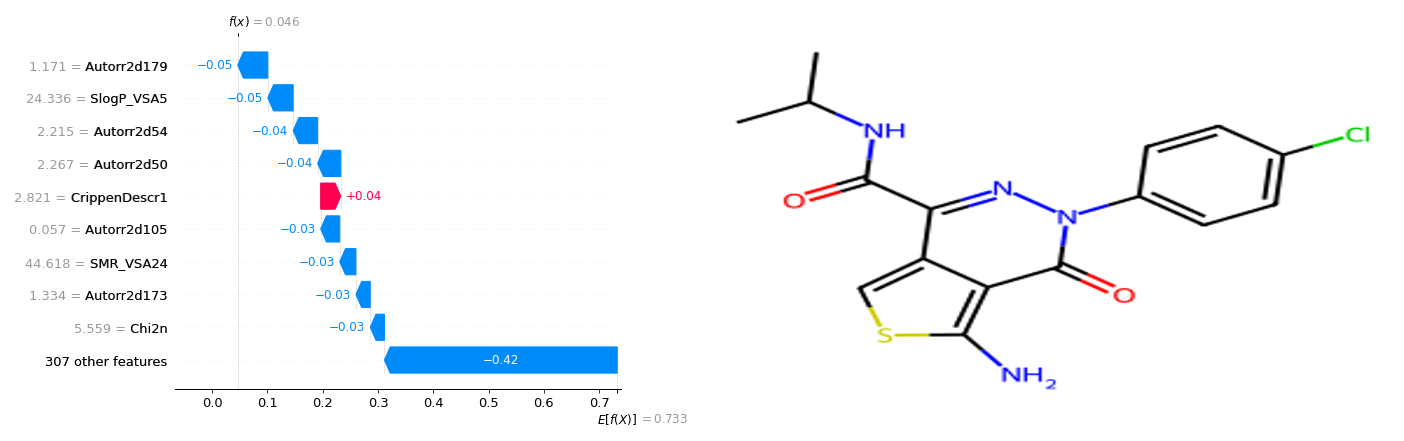 f(x) = 0.046
1.171 = Autorr2d179
−0.05
24.336 = SlogP_VSA5
−0.05
2.215 = Autorr2d54
−0.04
2.267 = Autorr2d50
−0.04
2.821 = CrippenDescr1
+0.04
0.057 = Autorr2d105
−0.03
44.618 = SMR_VSA24
−0.03
1.334 = Autorr2d173
−0.03
5.559 = Chi2n
−0.03
307 other features
−0.42
0.0 0.1 0.2 0.3 0.4 0.5 0.6 0.7
E[f(X)] = 0.733
NH
Cl
O
N
N
O
S
NH₂